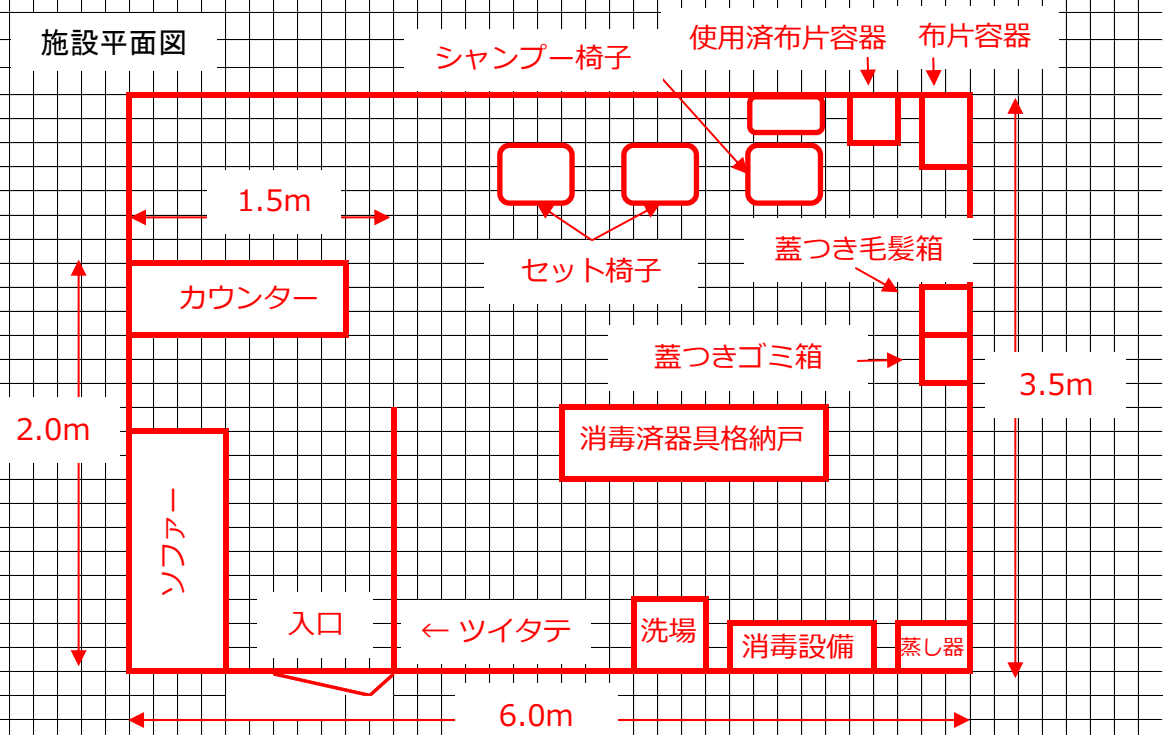 施設平面図
シャンプー椅子
使用済布片容器
布片容器
1.5m
セット椅子
蓋つき毛髪箱
カウンター
蓋つきゴミ箱
3.5m
2.0m
消毒済器具格納戸
ソファー
入口
← ツイタテ
洗場
消毒設備
蒸し器
6.0m